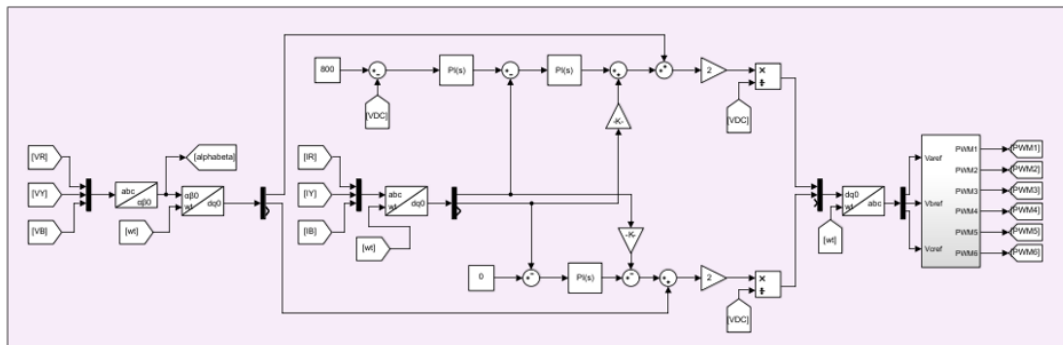 800
PI(s)
PI(s)
2
×
÷
[VDC]
[VDC]
-K-
[VR]
[VY]
[VB]
[alphabeta]
abc
αβ0
[wt]
αβ0
wt
dq0
[IR]
[IY]
[IB]
abc
wt
dq0
[wt]
-K-
0
PI(s)
2
×
÷
[VDC]
dq0
wt
abc
[wt]
Varef
Vbref
PWM1
PWM2
PWM3
PWM4
PWM5
PWM6
[PWM1]
[PWM2]
[PWM3]
[PWM4]
[PWM5]
[PWM6]